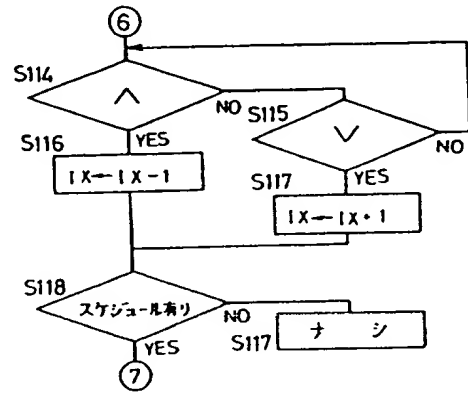 6
S114
∧
NO
S115
∨
NO
S116
YES
IX←IX-1
S117
YES
IX←IX+1
S118
スケジュール有り
NO
S117
ナシ
YES
7